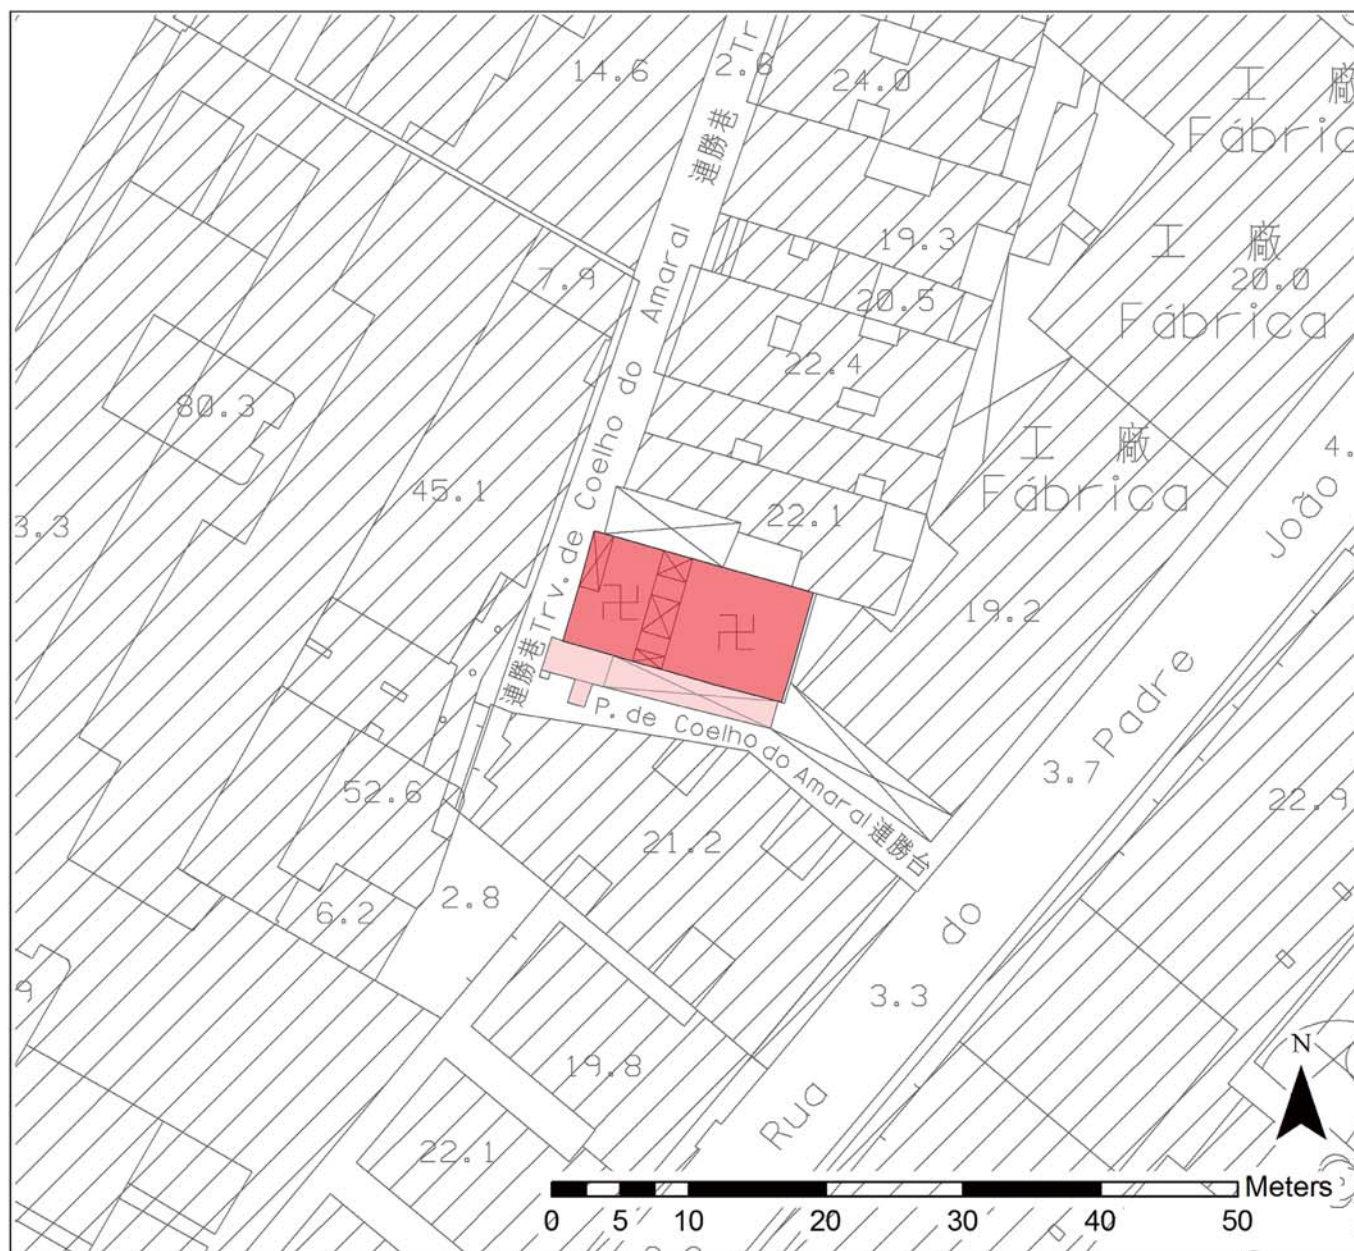 14.6
2.6
Tr
24.0
工 廠
連勝巷
Amaral
19.3
工 廠
20.0
Fábrica
7.9
20.5
22.4
80.3
Trv. de Coelho do
工 廠
Fábrica
45.1
4.
João
3.3
22.1
卍
卍
19.2
連勝巷
Padre
P. de Coelho do Amaral 連勝台
3.7
52.6
22.9
21.2
6.2
2.8
do
9
3.3
N
19.8
Rua
22.1
Meters
0 5 10 20 30 40 50